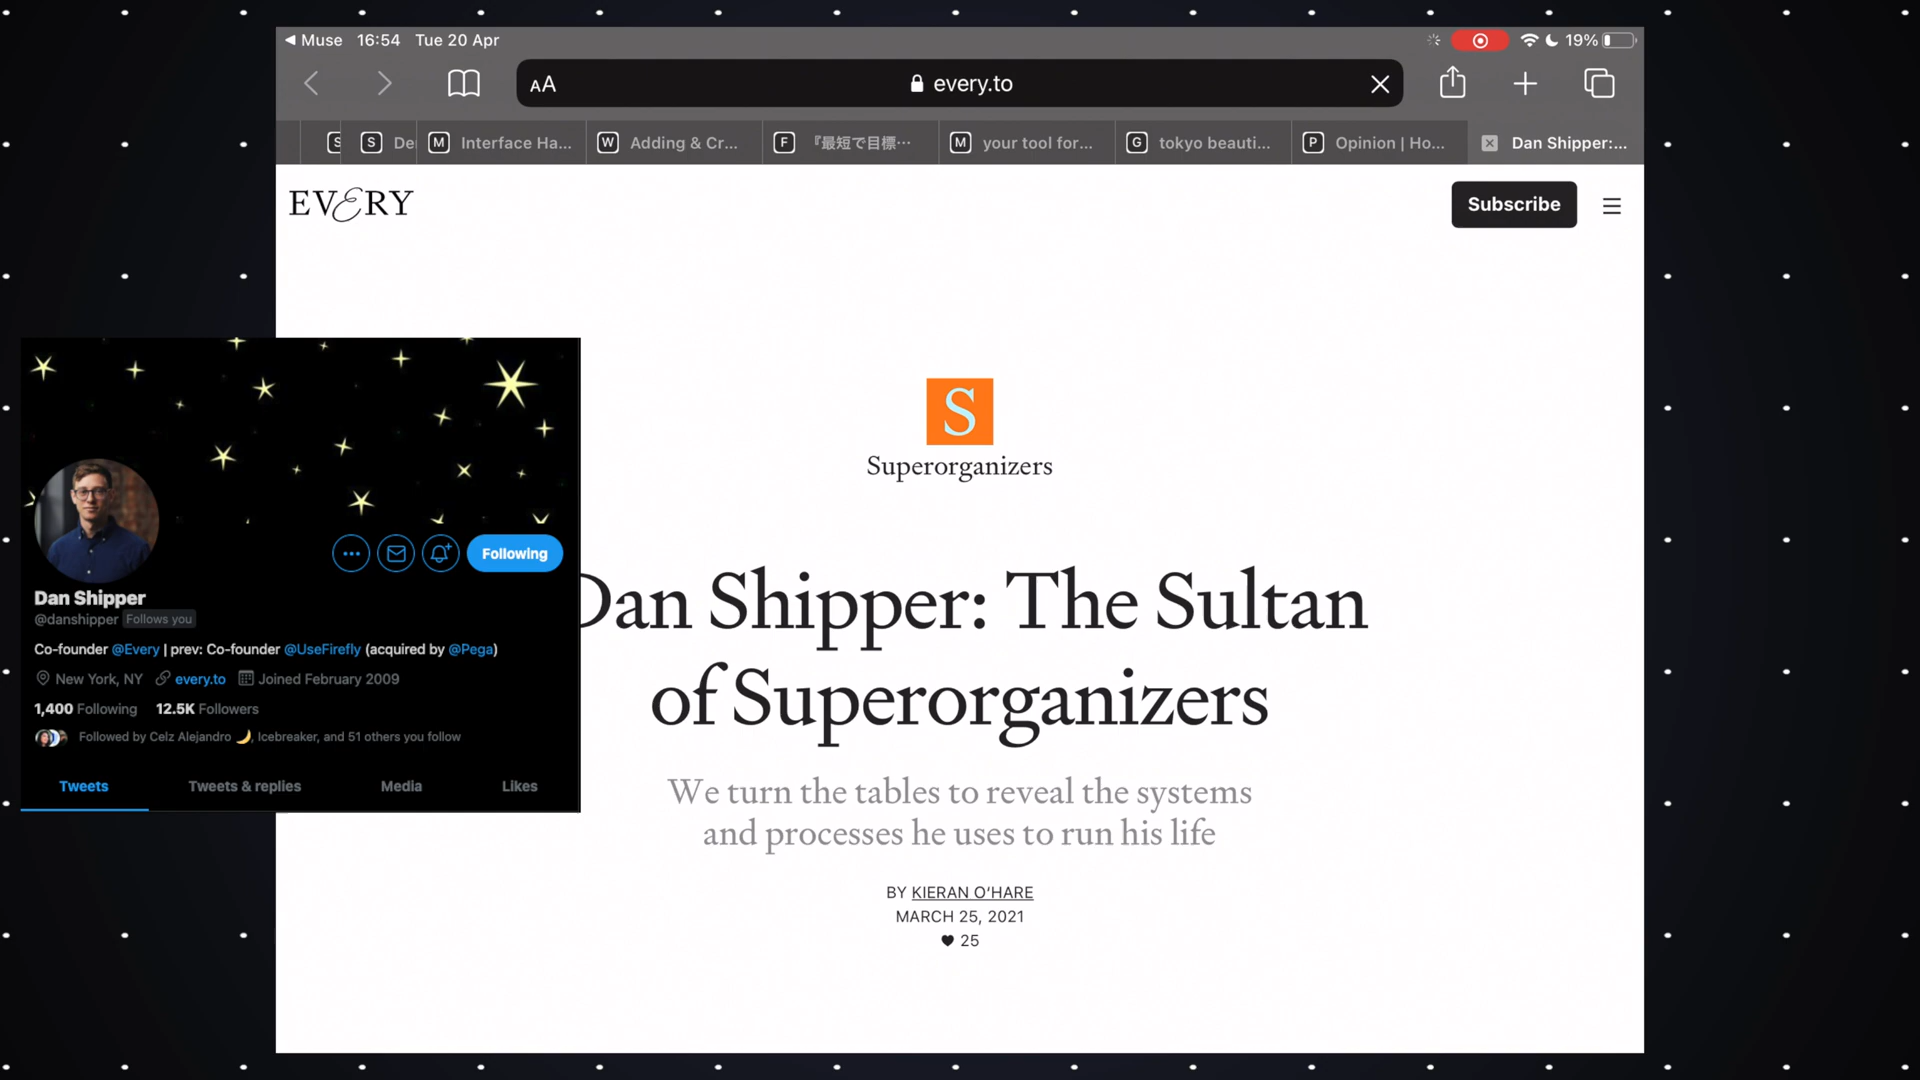 Muse 16:54 Tue 20 Apr
19%
AA
every.to
S
De
M Interface Ha...
W Adding & Cr...
F 『最短で目標…
M your tool for...
G tokyo beauti...
P Opinion | Ho...
Dan Shipper:...
EVERY
Subscribe
S
Superorganizers
Dan Shipper: The Sultan
of Superorganizers
We turn the tables to reveal the systems
and processes he uses to run his life
BY KIERAN O'HARE
MARCH 25, 2021
25
Following
Dan Shipper
@danshipper Follows you
Co-founder @Every | prev: Co-founder @UseFirefly (acquired by @Pega)
New York, NY every.to Joined February 2009
1,400 Following 12.5K Followers
Followed by Celz Alejandro 🌙, Icebreaker, and 51 others you follow
Tweets Tweets & replies Media Likes